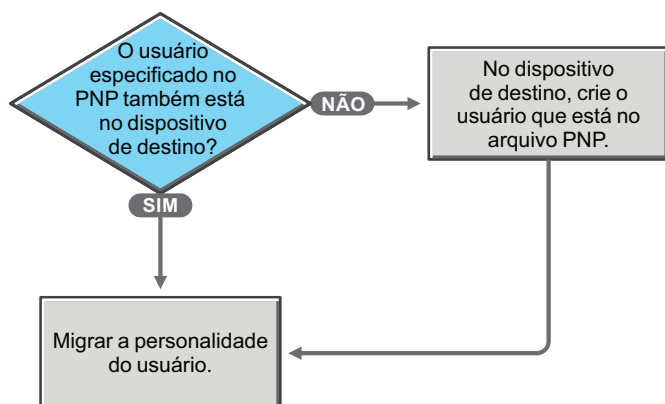 O usuário
especificado no
PNP também está
no dispositivo
de destino?
NÃO
No dispositivo
de destino, crie o
usuário que está no
arquivo PNP.
SIM
Migrar a personalidade
do usuário.